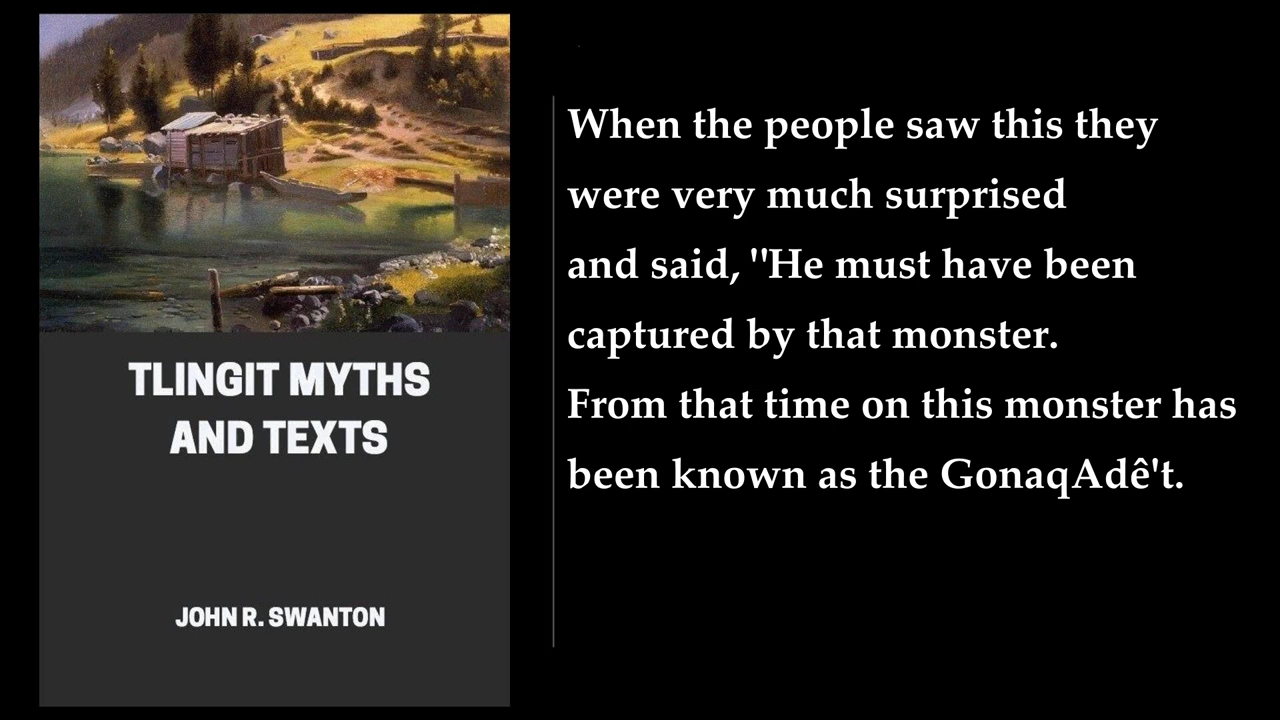 TLINGIT MYTHS
AND TEXTS
JOHN R. SWANTON
When the people saw this they
were very much surprised
and said, "He must have been
captured by that monster.
From that time on this monster has
been known as the GonaqAdê't.